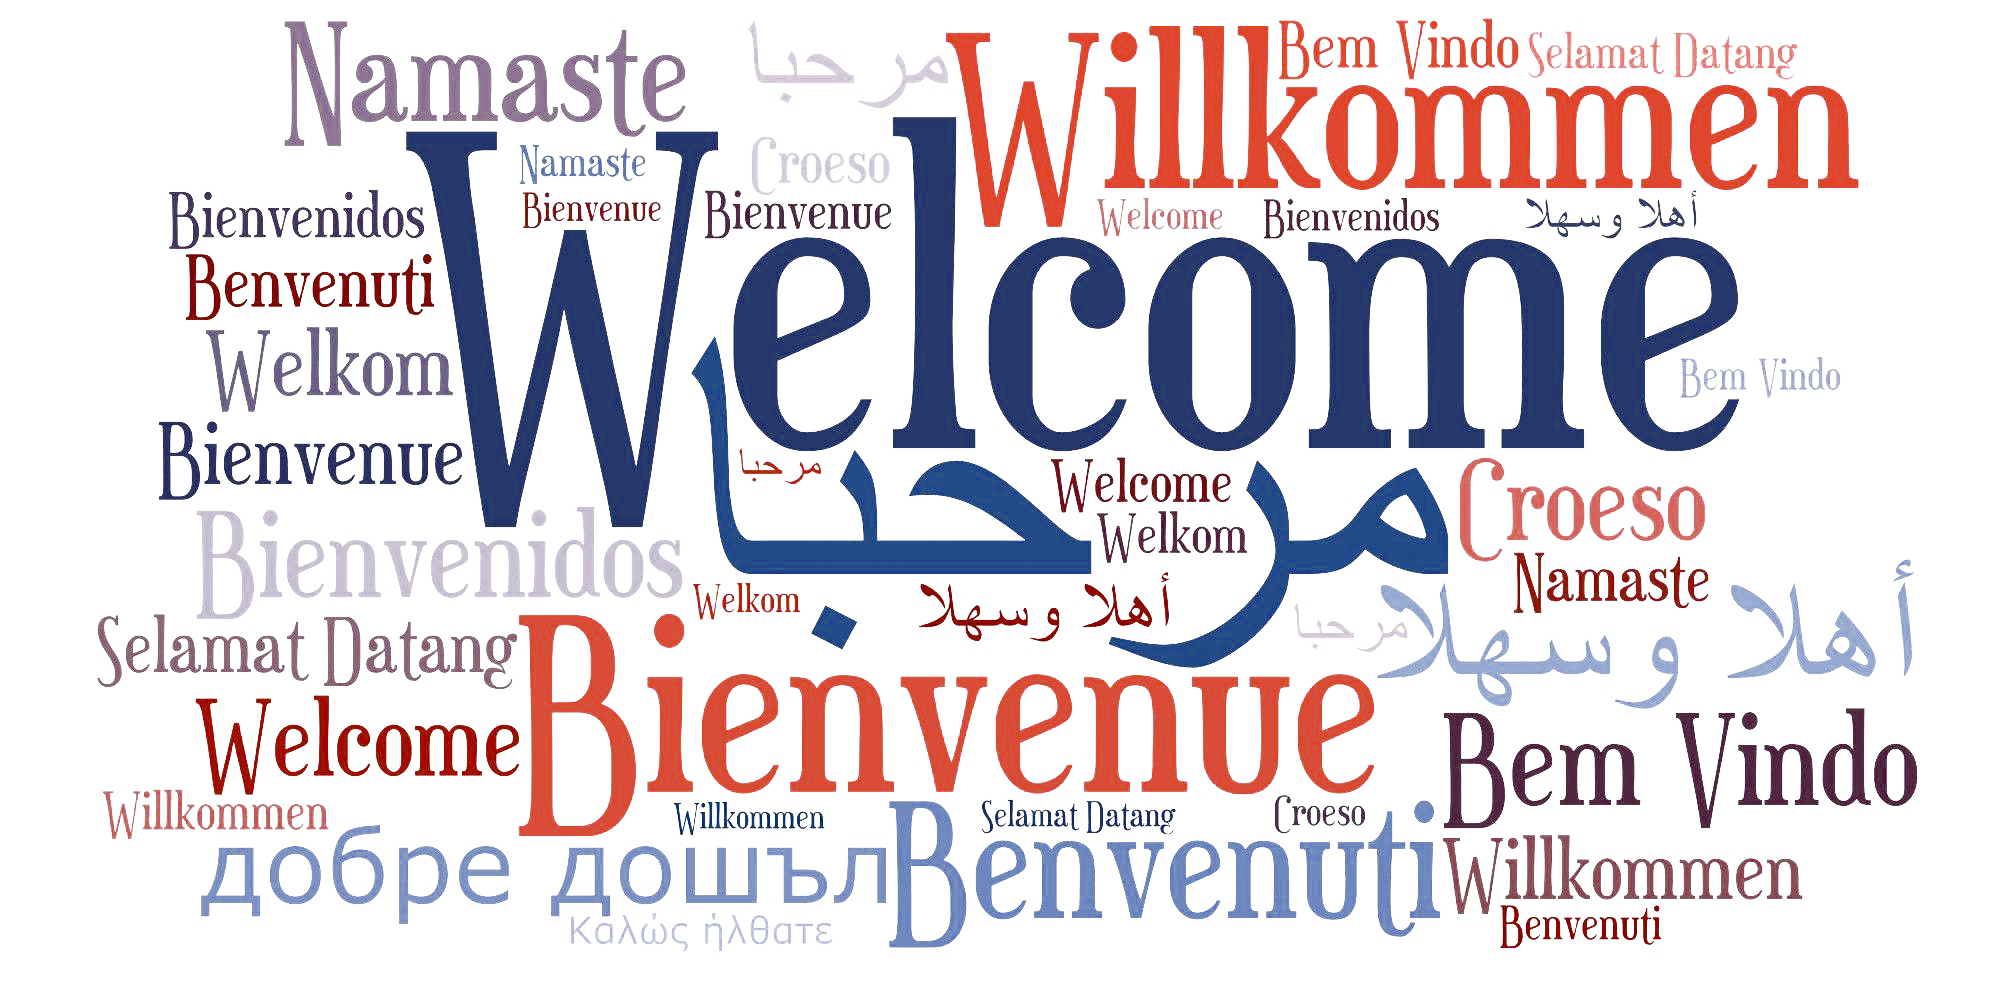 Namaste
مرحبا
Willkommen
Bem Vindo
Selamat Datang
Welcome
Namaste
Croeso
Bienvenidos
Bienvenue
Bienvenue
Welcome
Bienvenidos
أهلا وسهلا
Benvenuti
Welkom
Bem Vindo
Bienvenue
مرحبا
مرحبا
Welcome
Croeso
Bienvenidos
Welkom
Namaste
Welkom
أهلا وسهلا
مرحبا
أهلا وسهلا
Selamat Datang
Bienvenue
Welcome
Bem Vindo
Willkommen
Willkommen
Selamat Datang
Croeso
добре дошъл
Benvenuti
Willkommen
Καλώς ήλθατε
Benvenuti